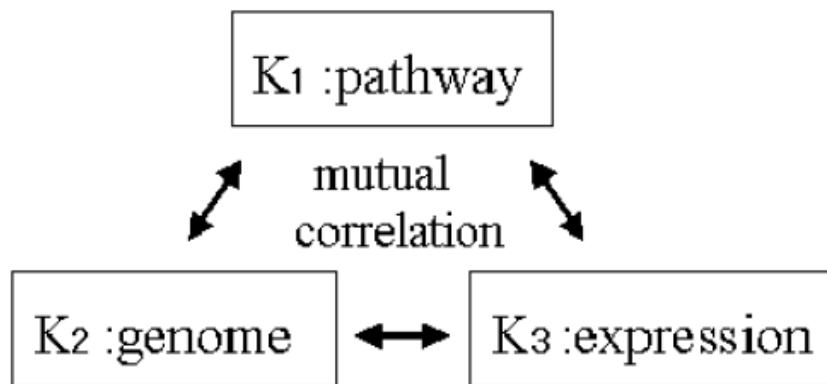 K1 :pathway
mutual
correlation
K2 :genome
K3 :expression